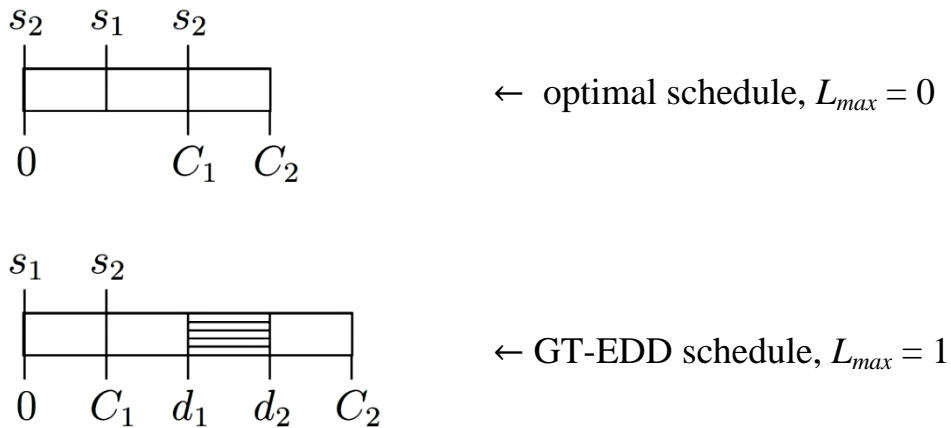 s₂ s₁ s₂
← optimal schedule, Lₘₐₓ = 0
0 C₁ C₂
s₁ s₂
← GT-EDD schedule, Lₘₐₓ = 1
0 C₁ d₁ d₂ C₂